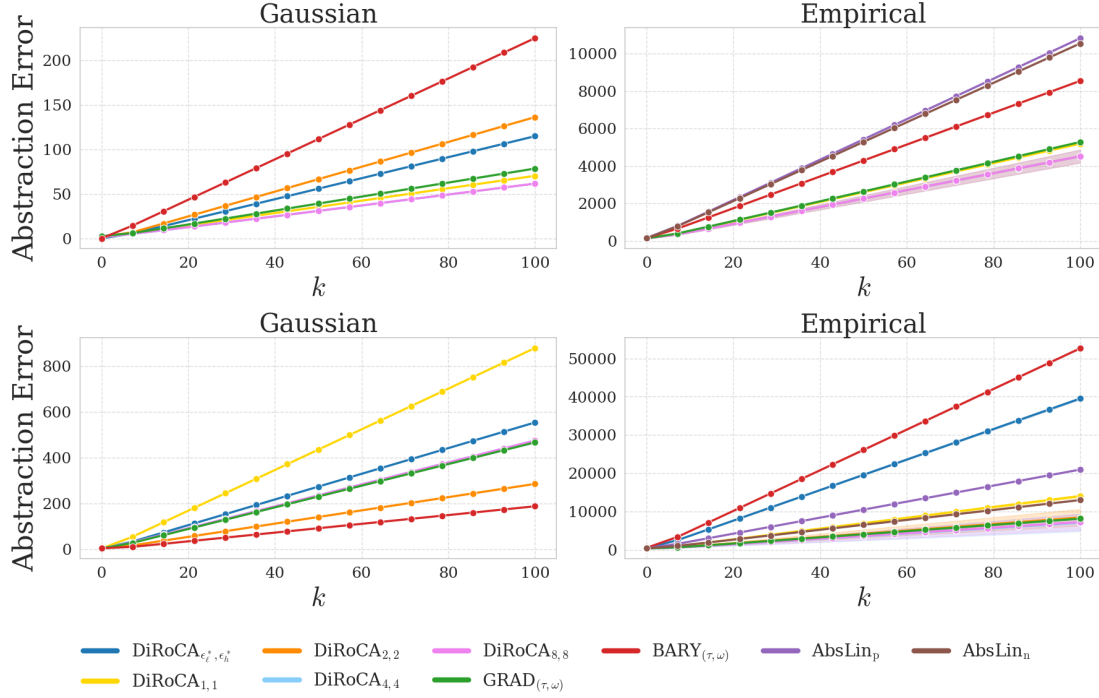 Gaussian
Empirical
Abstraction Error
200
150
100
50
0
10000
8000
6000
4000
2000
0
0 20 40 60 80 100
0 20 40 60 80 100
k
k
Gaussian
Empirical
Abstraction Error
800
600
400
200
0
50000
40000
30000
20000
10000
0
0 20 40 60 80 100
0 20 40 60 80 100
k
k
DiRoCA_{ϵ_ℓ^*, ϵ_h^*} DiRoCA_{2,2} DiRoCA_{8,8} BARY_{(τ,ω)} AbsLin_p AbsLin_n
DiRoCA_{1,1} DiRoCA_{4,4} GRAD_{(τ,ω)}